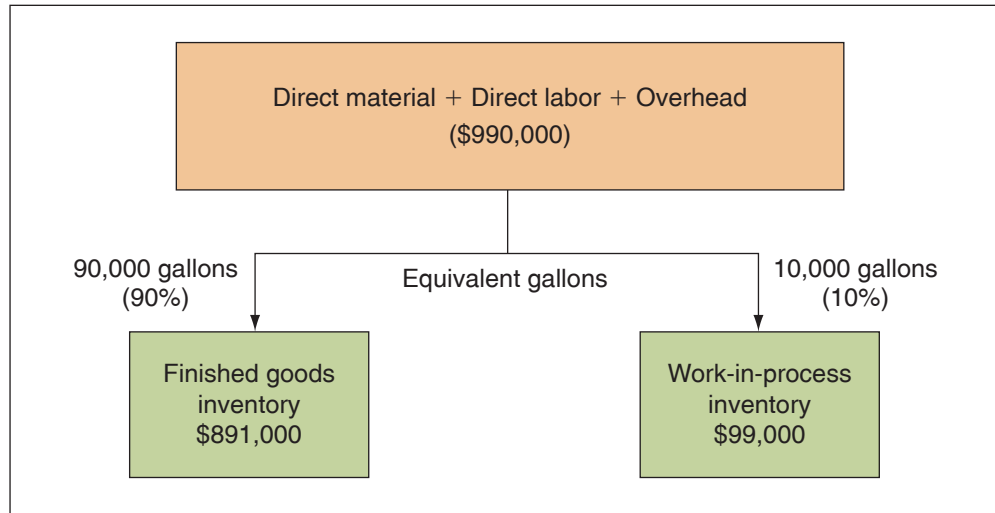 Direct material + Direct labor + Overhead
($990,000)
90,000 gallons
(90%)
Equivalent gallons
10,000 gallons
(10%)
Finished goods
inventory
$891,000
Work-in-process
inventory
$99,000